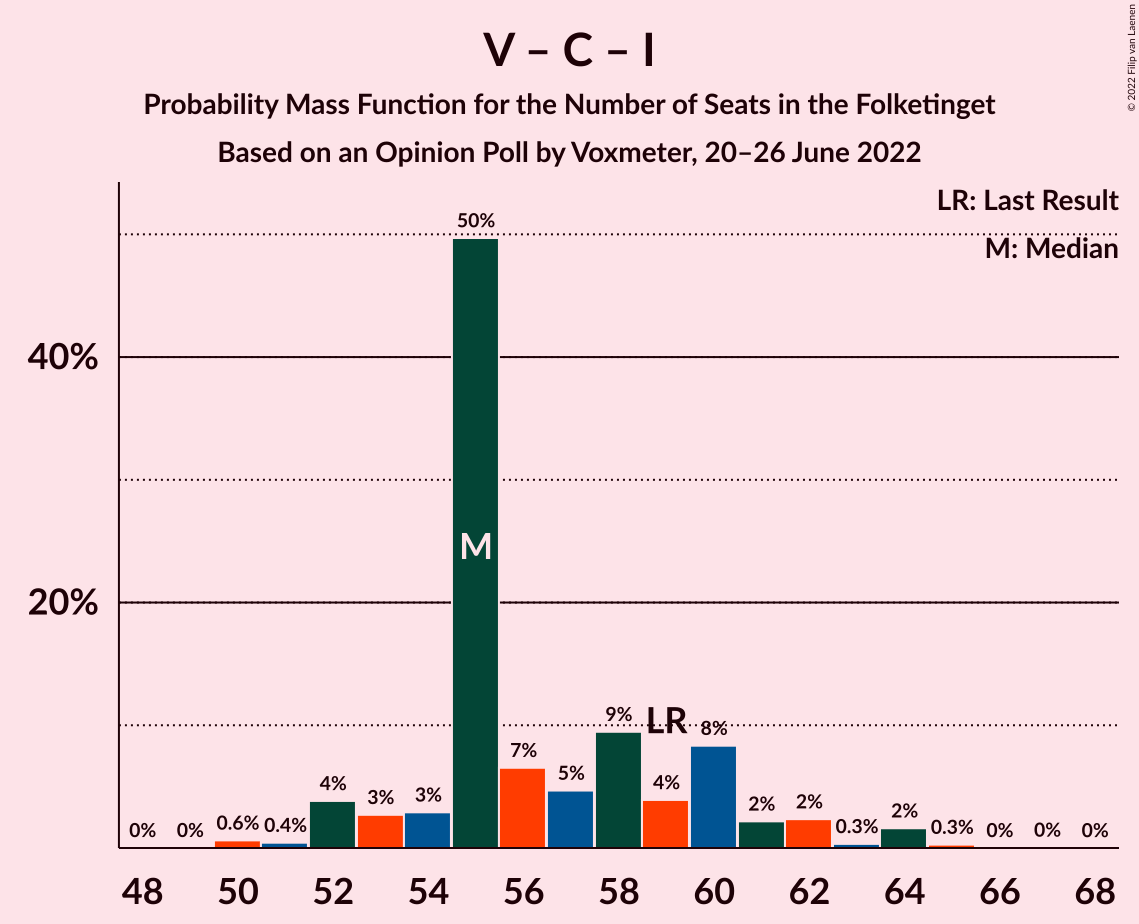 V – C – I
Probability Mass Function for the Number of Seats in the Folketinget
Based on an Opinion Poll by Voxmeter, 20–26 June 2022
© 2022 Filip van Laenen
LR: Last Result
M: Median
40%
20%
0%
0%
0.6%
0.4%
4%
3%
3%
50%
M
7%
5%
9%
LR
4%
8%
2%
2%
0.3%
2%
0.3%
0%
0%
0%
48 50 52 54 56 58 60 62 64 66 68